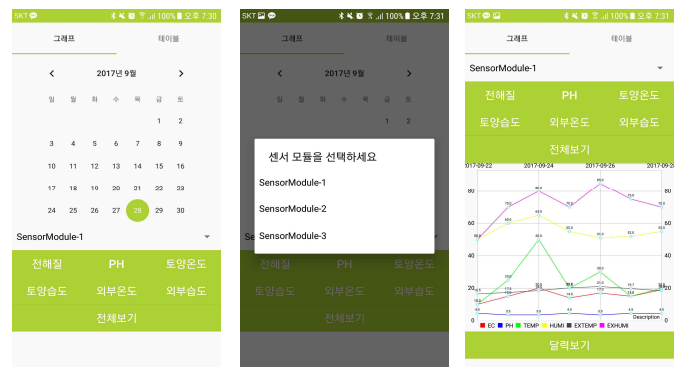 SKT 100% 오후 7:30
그래프 테이블
< 2017년 9월 >
일 월 화 수 목 금 토
1 2
3 4 5 6 7 8 9
10 11 12 13 14 15 16
17 18 19 20 21 22 23
24 25 26 27 28 29 30
SensorModule-1
전해질 PH 토양온도
토양습도 외부온도 외부습도
전체보기
SKT 100% 오후 7:31
그래프 테이블
< 2017년 9월 >
일 월 화 수 목 금 토
1 2
센서 모듈을 선택하세요
SensorModule-1
SensorModule-2
SensorModule-3
Se
전해질 PH 토양온도
토양습도 외부온도 외부습도
전체보기
SKT 100% 오후 7:31
그래프 테이블
SensorModule-1
전해질 PH 토양온도
토양습도 외부온도 외부습도
전체보기
2017-09-22 2017-09-24 2017-09-26 2017-09-2
80 80
60 60
40 40
20 20
0 0
Description
EC PH TEMP HUMI EXTEMP EXHUMI
달력보기